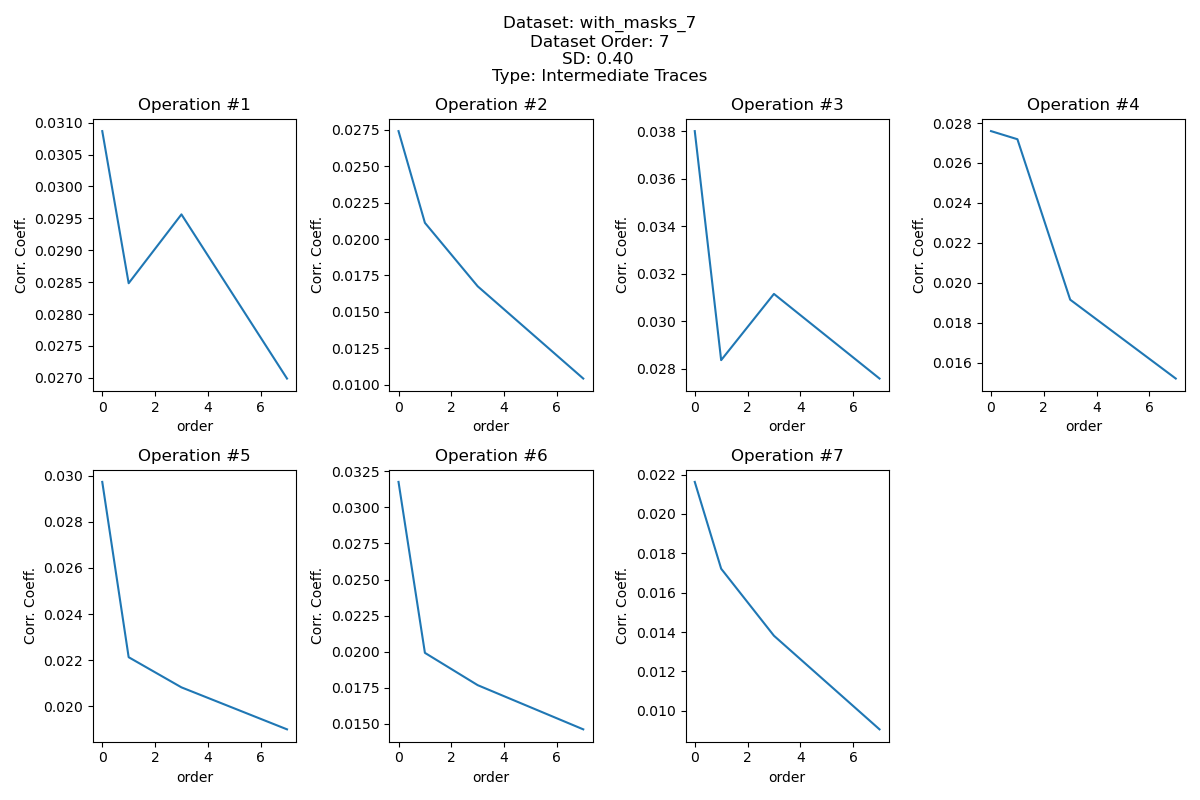 Dataset: with_masks_7
Dataset Order: 7
SD: 0.40
Type: Intermediate Traces
Operation #1
0.0310
0.0305
0.0300
0.0295
0.0290
0.0285
0.0280
0.0275
0.0270
Corr. Coeff.
0 2 4 6
order
Operation #2
0.0275
0.0250
0.0225
0.0200
0.0175
0.0150
0.0125
0.0100
Corr. Coeff.
0 2 4 6
order
Operation #3
0.038
0.036
0.034
0.032
0.030
0.028
Corr. Coeff.
0 2 4 6
order
Operation #4
0.028
0.026
0.024
0.022
0.020
0.018
0.016
Corr. Coeff.
0 2 4 6
order
Operation #5
0.030
0.028
0.026
0.024
0.022
0.020
Corr. Coeff.
0 2 4 6
order
Operation #6
0.0325
0.0300
0.0275
0.0250
0.0225
0.0200
0.0175
0.0150
Corr. Coeff.
0 2 4 6
order
Operation #7
0.022
0.020
0.018
0.016
0.014
0.012
0.010
Corr. Coeff.
0 2 4 6
order